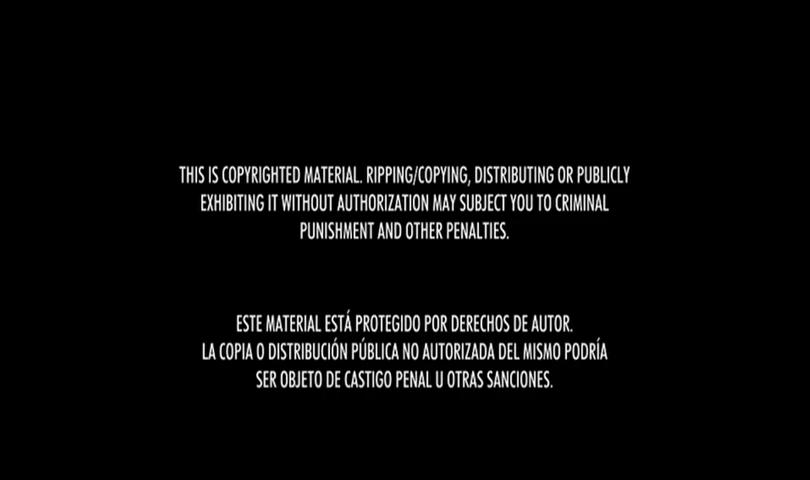 THIS IS COPYRIGHTED MATERIAL. RIPPING/COPYING, DISTRIBUTING OR PUBLICLY
EXHIBITING IT WITHOUT AUTHORIZATION MAY SUBJECT YOU TO CRIMINAL
PUNISHMENT AND OTHER PENALTIES.
ESTE MATERIAL ESTÁ PROTEGIDO POR DERECHOS DE AUTOR.
LA COPIA O DISTRIBUCIÓN PÚBLICA NO AUTORIZADA DEL MISMO PODRÍA
SER OBJETO DE CASTIGO PENAL U OTRAS SANCIONES.